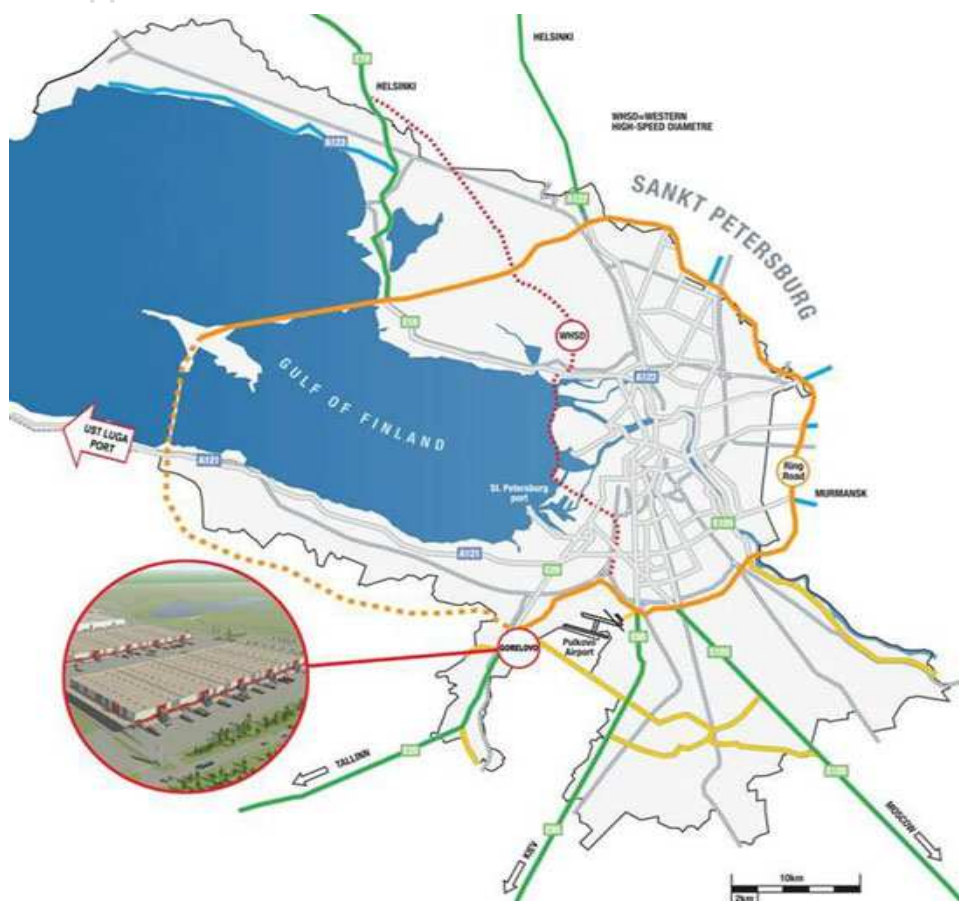 E18
HELSINKI
HELSINKI
WHSD=WESTERN
HIGH-SPEED DIAMETRE
SANKT PETERSBURG
A122
A122
E18
WHSD
A122
GULF OF FINLAND
UST LUGA
PORT
A121
Ring
Road
MURMANSK
St. Petersburg
port
E105
A121
E20
GORELOVO
Pulkovo
Airport
E95
E105
E20
TALLINN
E95
KIEV
E105
MOSCOW
10km
2km